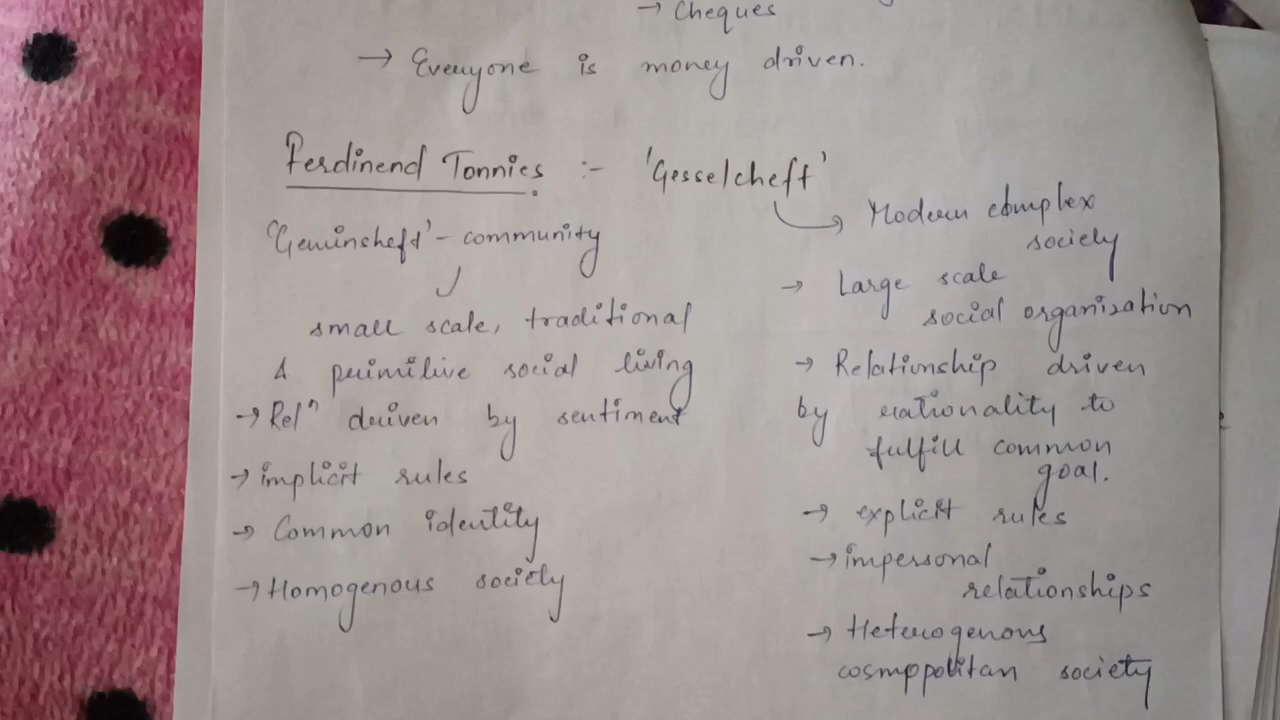 → Cheques
→ Everyone is money driven.
Ferdinend Tonnies :- 'Gesselcheft'
'Geminsheft' - community
small scale, traditional
& primitive social living
→ Relⁿ driven by sentiment
→ implicit rules
→ Common identity
→ Homogenous society
→ Modern complex
society
→ Large scale
social organization
→ Relationship driven
by rationality to
fulfill common
goal.
→ explicit rules
→ impersonal
relationships
→ Heterogenous
cosmopolitan society